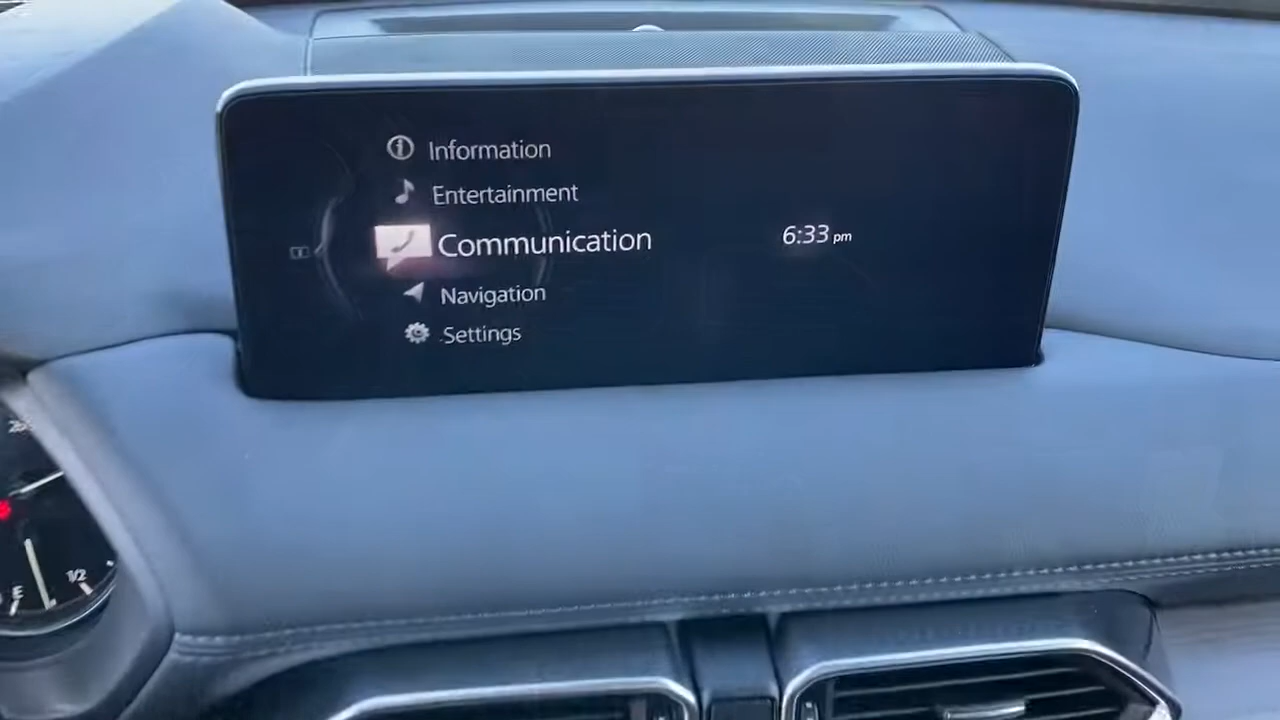 Information
Entertainment
Communication
6:33 pm
Navigation
Settings
E
1/2